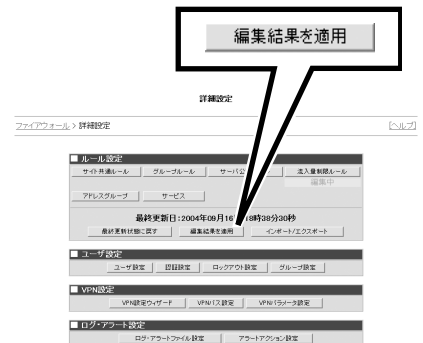 編集結果を適用
詳細設定
ファイアウォール > 詳細設定 [ヘルプ]
■ ルール設定
サイト共通ルール グループルール サーバ公 ル 流入量制限ルール
編集中
アドレスグループ サービス
最終更新日:2004年09月16 18時38分30秒
最終更新状態に戻す 編集結果を適用 インポート/エクスポート
■ ユーザ設定
ユーザ設定 認証設定 ロックアウト設定 グループ設定
■ VPN設定
VPN設定ウィザード VPNパス設定 VPNパラメータ設定
■ ログ・アラート設定
ログ・アラートファイル設定 アラートアクション設定